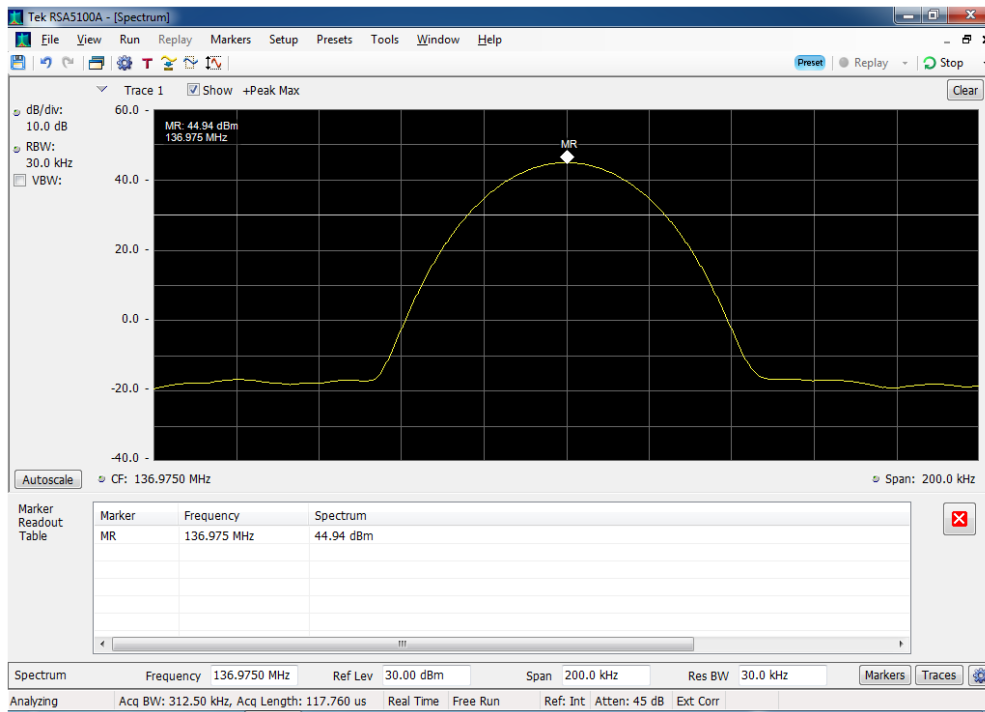 Tek RSA5100A - [Spectrum]
File View Run Replay Markers Setup Presets Tools Window Help
Preset Replay Stop
Trace 1 Show +Peak Max Clear
dB/div:
10.0 dB
RBW:
30.0 kHz
VBW:
60.0 -
40.0 -
20.0 -
0.0 -
-20.0 -
-40.0 -
MR: 44.94 dBm
136.975 MHz
MR
Autoscale CF: 136.9750 MHz Span: 200.0 kHz
Marker
Readout
Table
Marker Frequency Spectrum
MR 136.975 MHz 44.94 dBm
Spectrum Frequency 136.9750 MHz Ref Lev 30.00 dBm Span 200.0 kHz Res BW 30.0 kHz Markers Traces
Analyzing Acq BW: 312.50 kHz, Acq Length: 117.760 us Real Time Free Run Ref: Int Atten: 45 dB Ext Corr